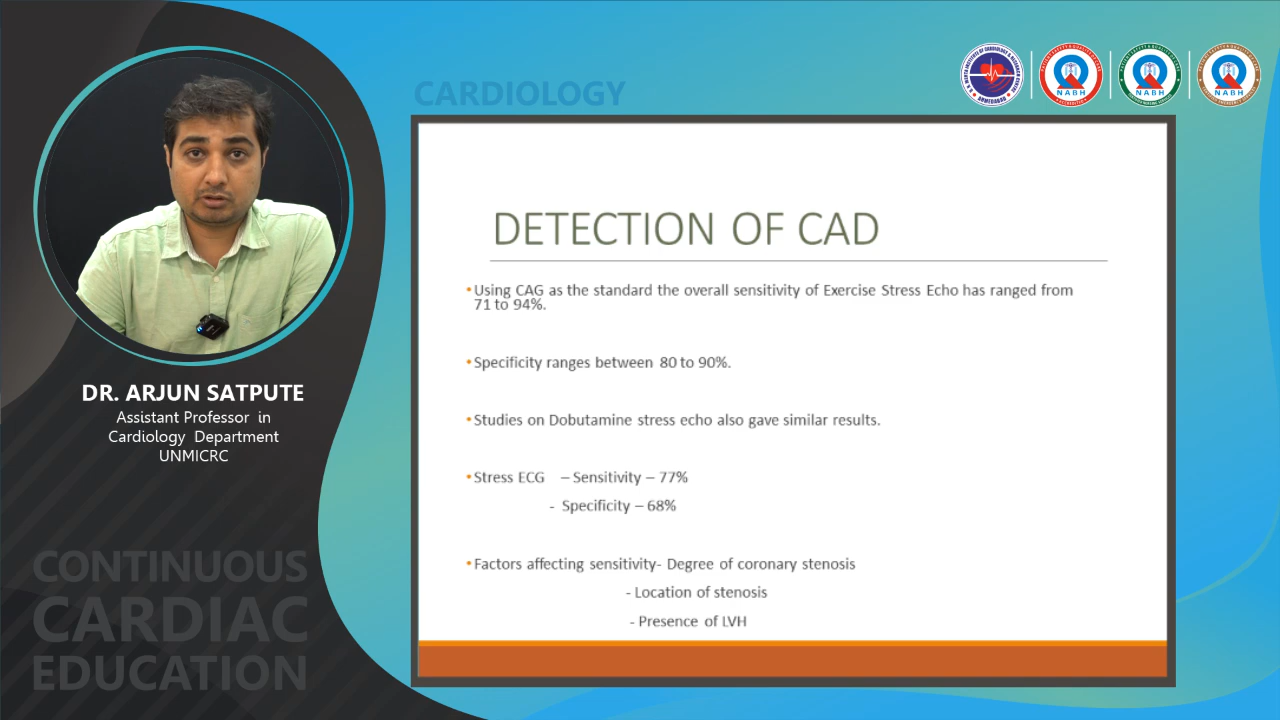 CARDIOLOGY
NABH
NABH
NABH
DR. ARJUN SATPUTE
Assistant Professor in
Cardiology Department
UNMICRC
CONTINUOUS
CARDIAC
EDUCATION
DETECTION OF CAD
•Using CAG as the standard the overall sensitivity of Exercise Stress Echo has ranged from
71 to 94%.
•Specificity ranges between 80 to 90%.
•Studies on Dobutamine stress echo also gave similar results.
•Stress ECG – Sensitivity – 77%
- Specificity – 68%
•Factors affecting sensitivity- Degree of coronary stenosis
- Location of stenosis
- Presence of LVH